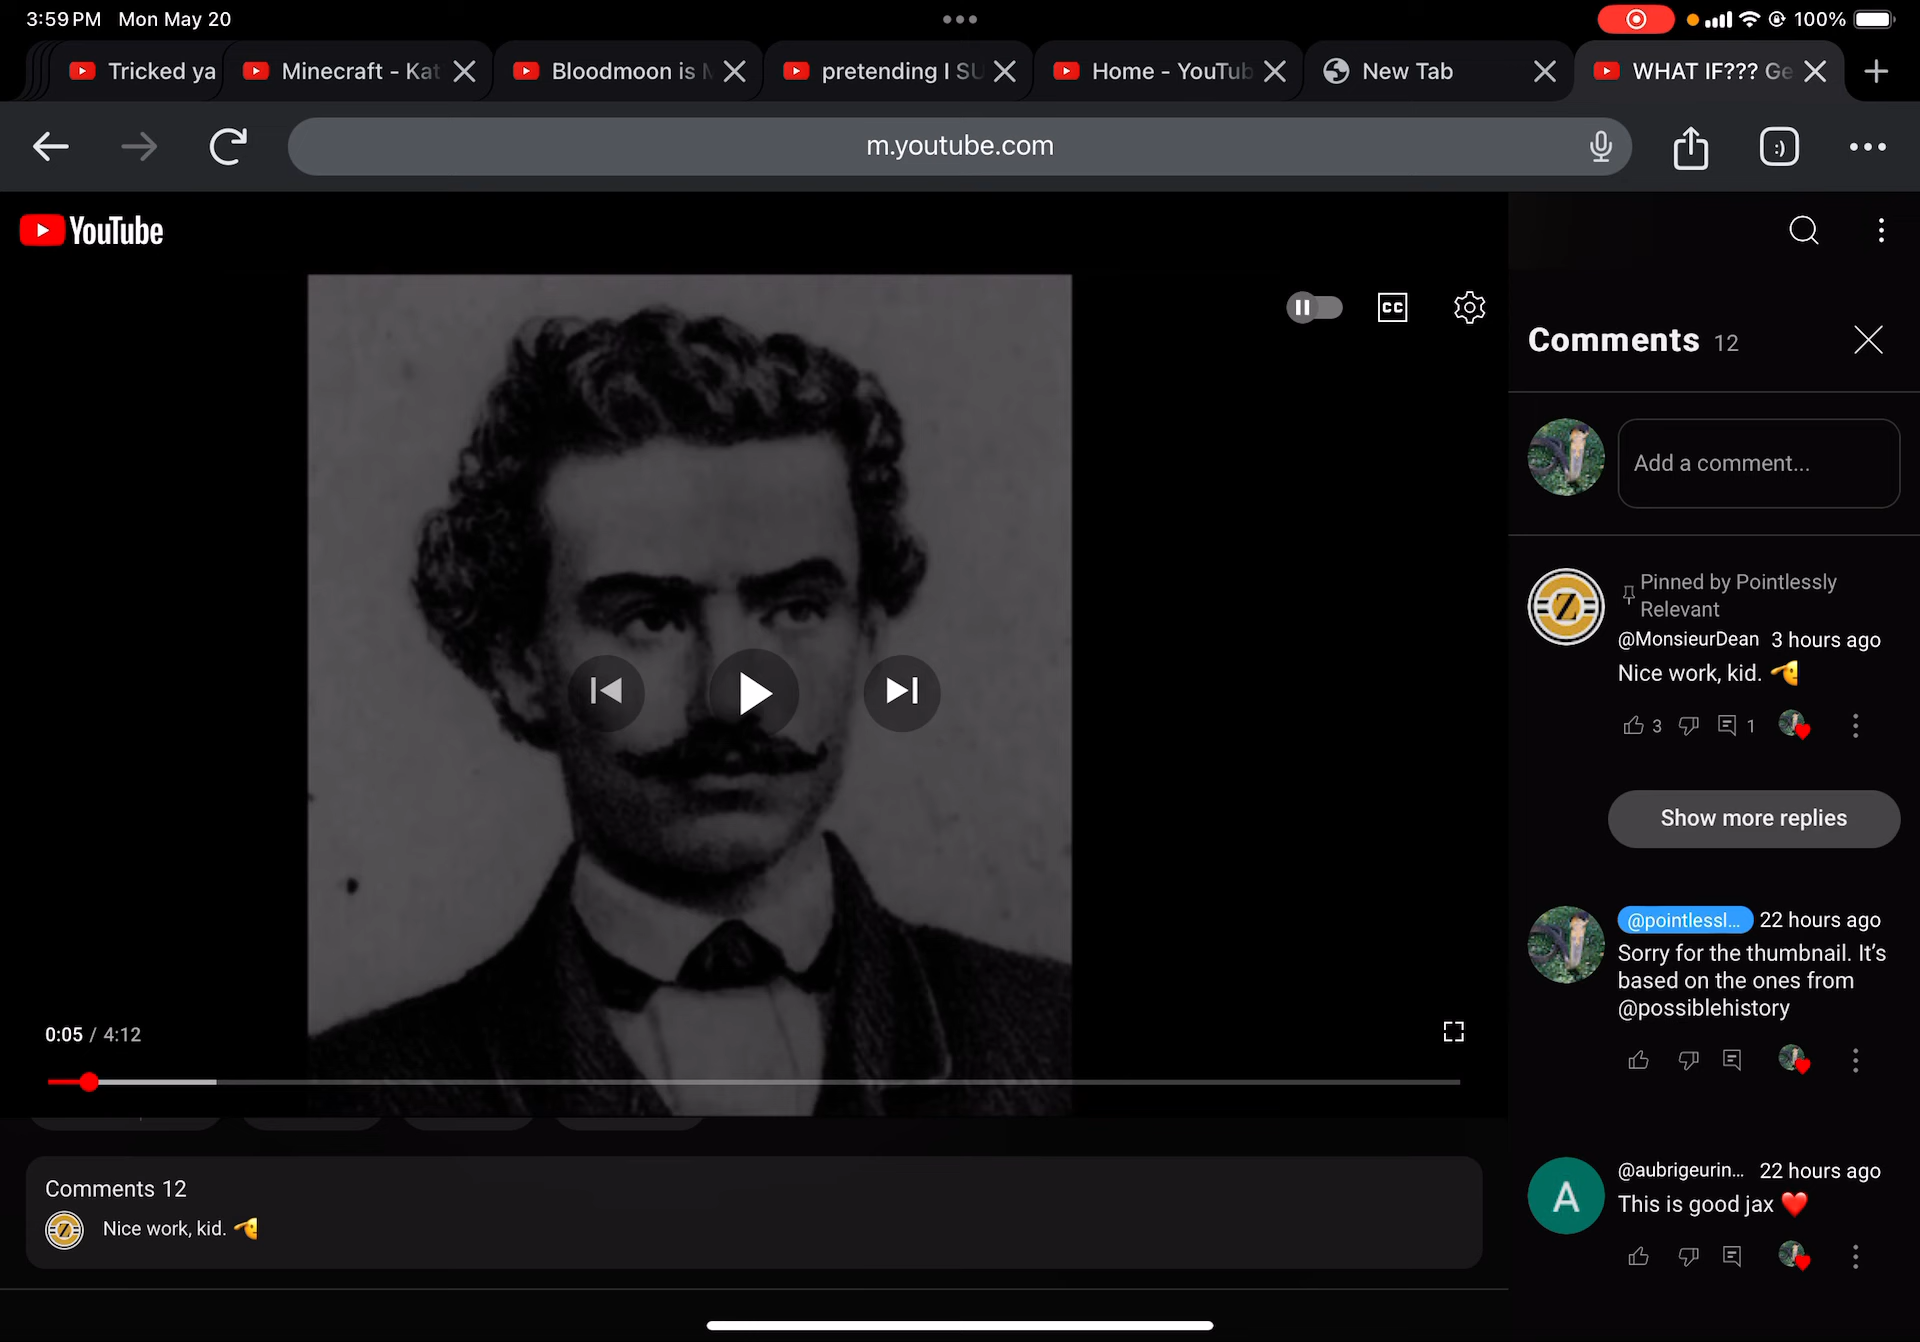 3:59 PM Mon May 20
100%
Tricked ya
Minecraft - Kat
Bloodmoon is
pretending I SU
Home - YouTub
New Tab
WHAT IF??? Ge
m.youtube.com
:)
YouTube
CC
Comments 12
Add a comment...
Z
Pinned by Pointlessly
Relevant
@MonsieurDean 3 hours ago
Nice work, kid. 🫡
3
1
Show more replies
@pointlessl... 22 hours ago
Sorry for the thumbnail. It’s
based on the ones from
@possiblehistory
A
@aubrigeurin... 22 hours ago
This is good jax ❤️
0:05 / 4:12
Comments 12
Z
Nice work, kid. 🫡